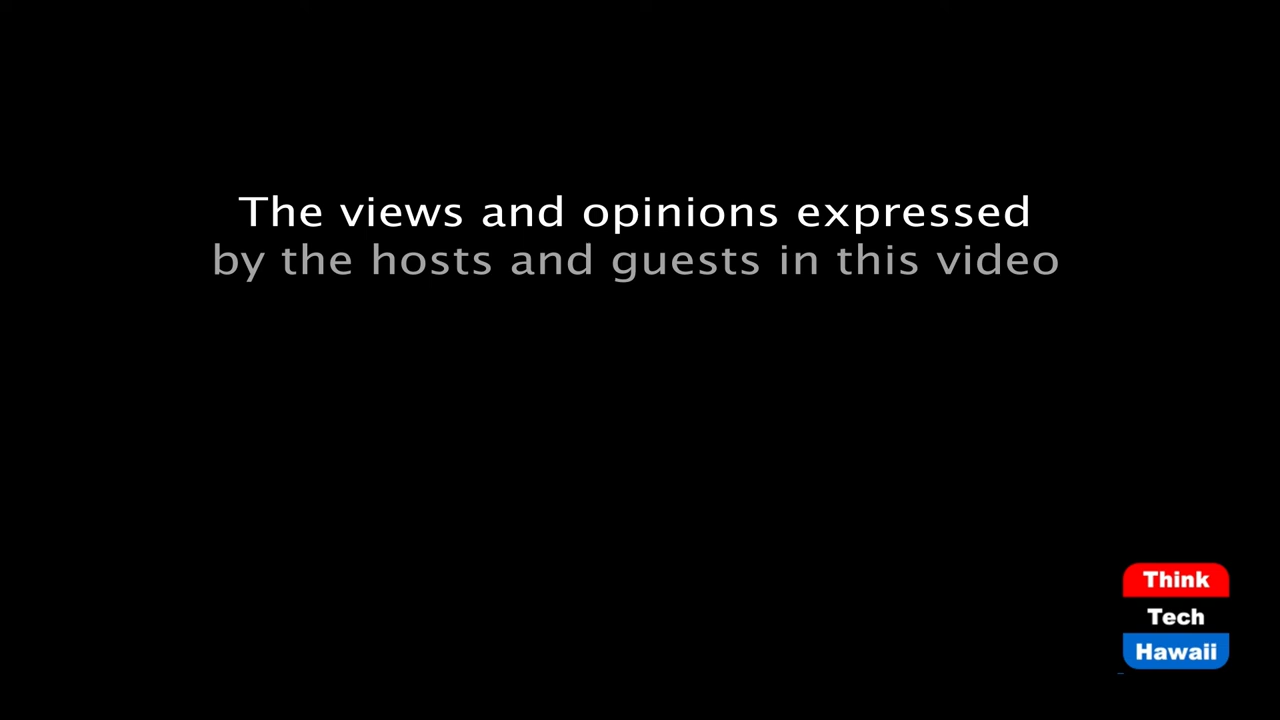 The views and opinions expressed
by the hosts and guests in this video
Think
Tech
Hawaii